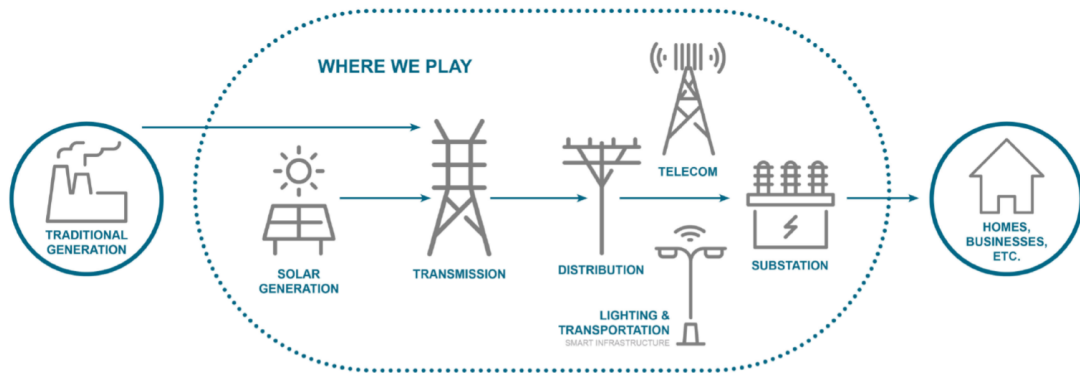 WHERE WE PLAY
TRADITIONAL
GENERATION
SOLAR
GENERATION
TRANSMISSION
DISTRIBUTION
TELECOM
LIGHTING &
TRANSPORTATION
SMART INFRASTRUCTURE
SUBSTATION
HOMES,
BUSINESSES,
ETC.